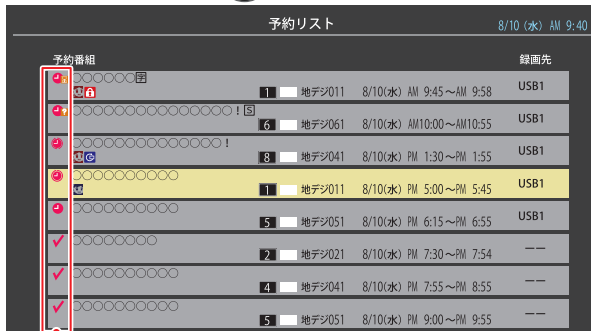 予約リスト
8/10 (水) AM 9:40
予約番組
録画先
○○○○○○字
1 地デジ011 8/10(水) AM 9:45～AM 9:58 USB1
○○○○○○○○○○○○○○○！S
6 地デジ061 8/10(水) AM10:00～AM10:55 USB1
○○○○○○○○○○○○○○！
8 地デジ041 8/10(水) PM 1:30～PM 1:55 USB1
○○○○○○○○○○
1 地デジ011 8/10(水) PM 5:00～PM 5:45 USB1
○○○○○○○○○○
5 地デジ051 8/10(水) PM 6:15～PM 6:55 USB1
○○○○○○○○
2 地デジ021 8/10(水) PM 7:30～PM 7:54 −−
○○○○○○○○○○
4 地デジ041 8/10(水) PM 7:55～PM 8:55 −−
○○○○○○○○○○
5 地デジ051 8/10(水) PM 9:00～PM 9:55 −−